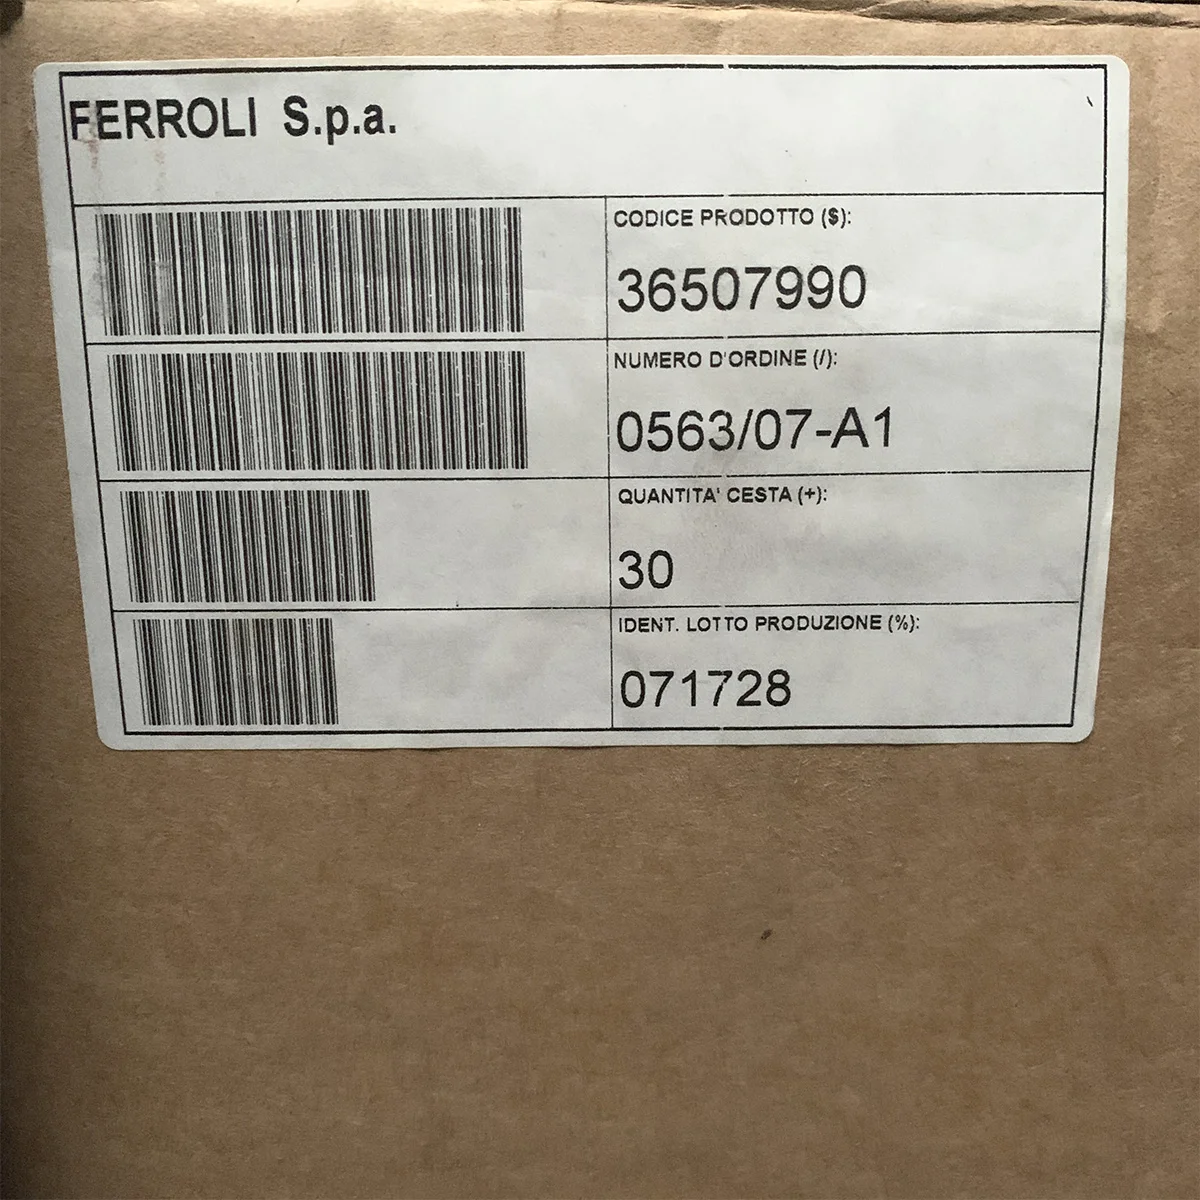 FERROLI S.p.a.
CODICE PRODOTTO ($):
36507990
NUMERO D'ORDINE (/):
0563/07-A1
QUANTITA' CESTA (+):
30
IDENT. LOTTO PRODUZIONE (%):
071728